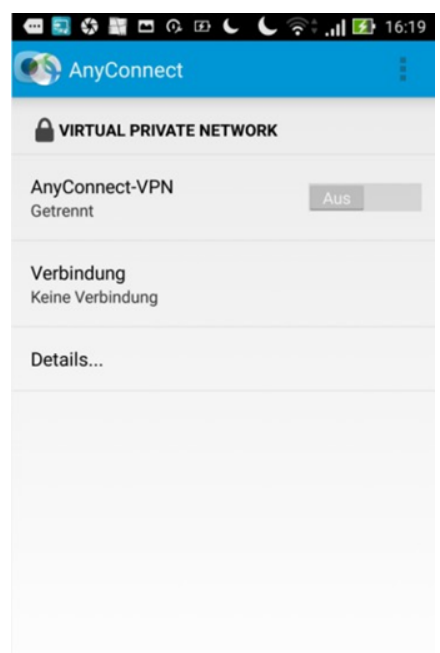 16:19
AnyConnect
VIRTUAL PRIVATE NETWORK
AnyConnect-VPN
Getrennt
Aus
Verbindung
Keine Verbindung
Details...